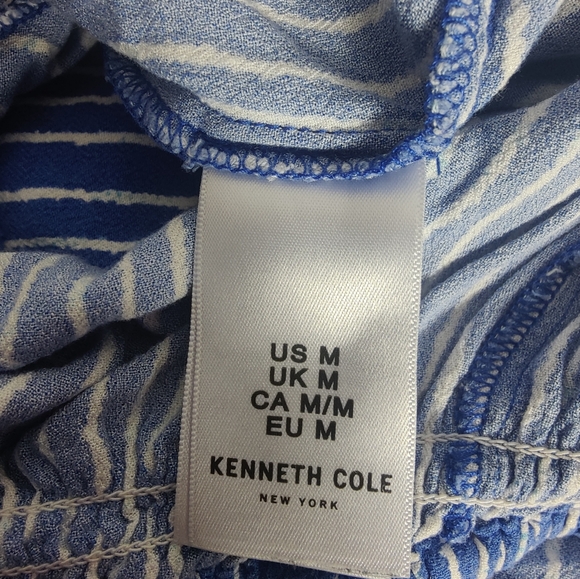 US M
UK M
CA M/M
EU M
KENNETH COLE
NEW YORK